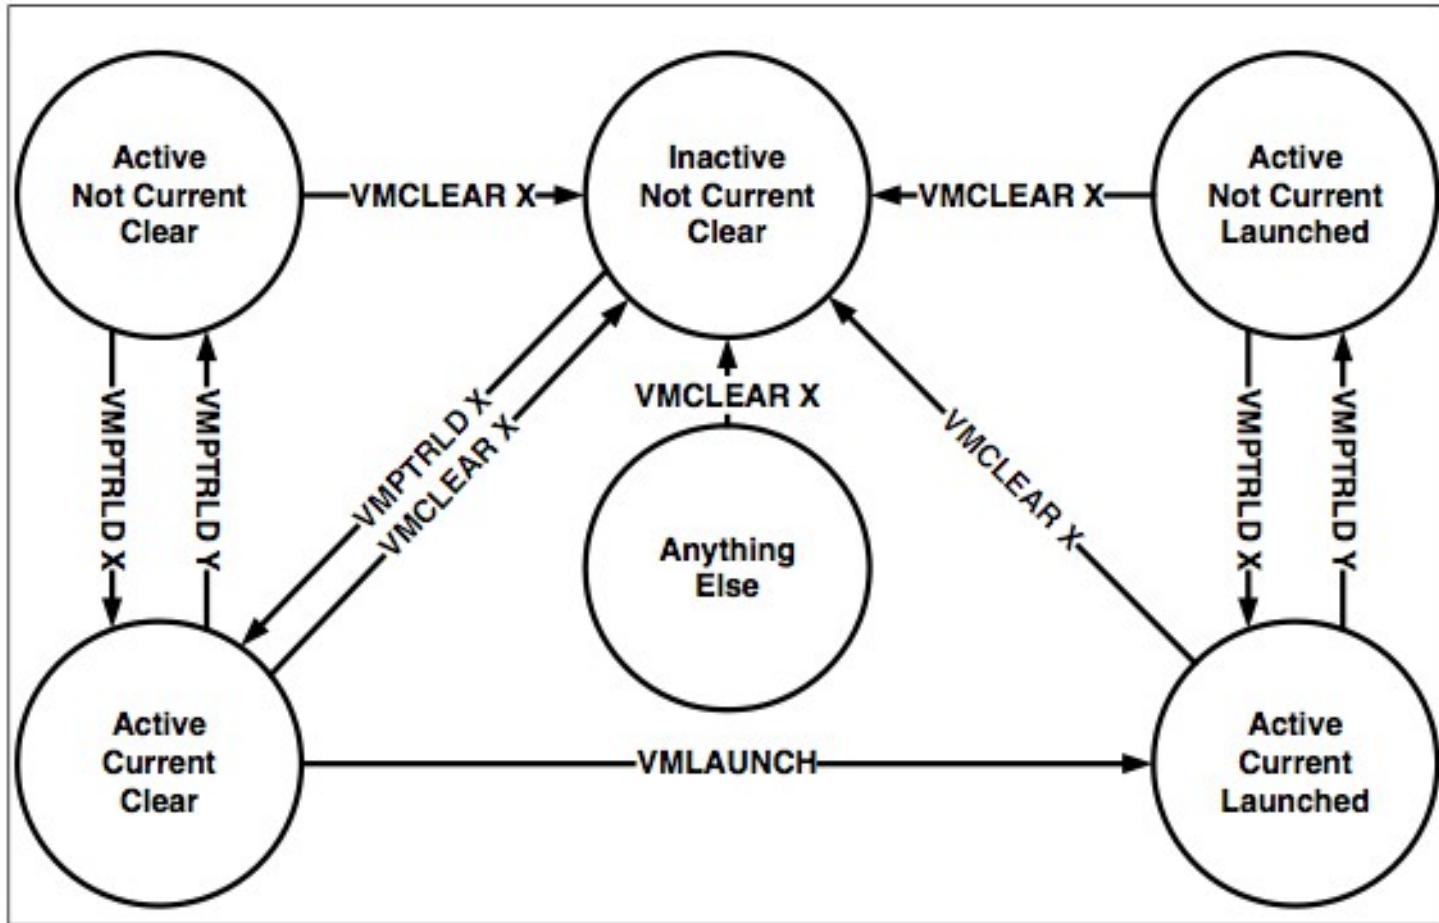 Active
Not Current
Clear
VMCLEAR X
Inactive
Not Current
Clear
VMCLEAR X
Active
Not Current
Launched
VMPTRLD X
VMPTRLD Y
VMPTRLD X
VMCLEAR X
VMCLEAR X
VMCLEAR X
VMPTRLD X
VMPTRLD Y
Anything
Else
Active
Current
Clear
VMLAUNCH
Active
Current
Launched